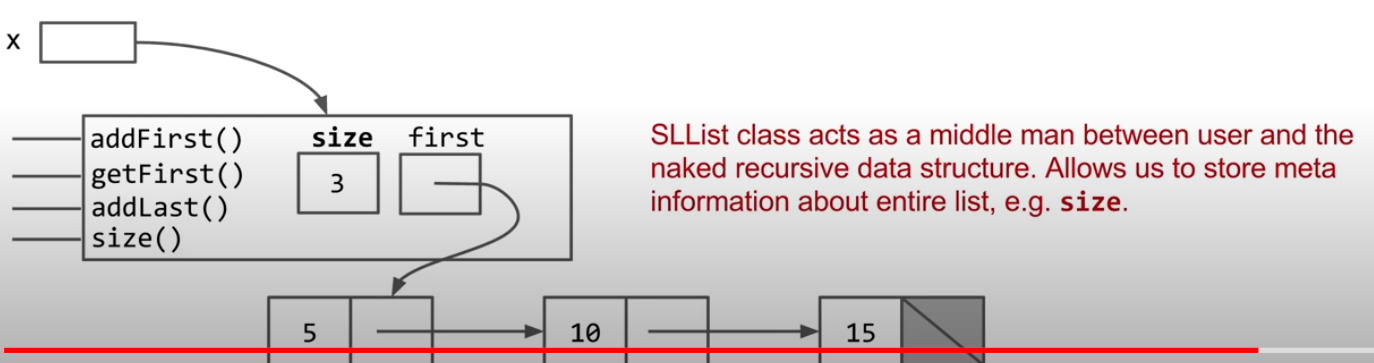 x
addFirst() size first
getFirst() 3
addLast()
size()
SLList class acts as a middle man between user and the
naked recursive data structure. Allows us to store meta
information about entire list, e.g. size.
5 10 15